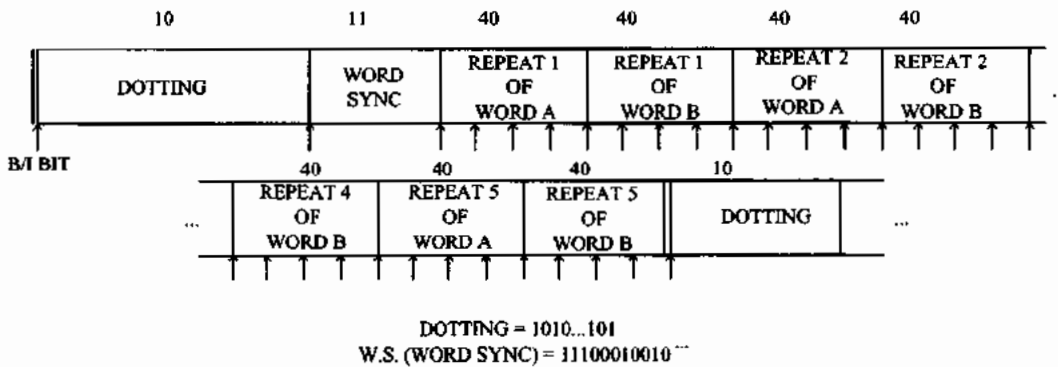 10 11 40 40 40 40
DOTTING WORD SYNC REPEAT 1 OF WORD A REPEAT 1 OF WORD B REPEAT 2 OF WORD A REPEAT 2 OF WORD B
B/I BIT
40 40 40 10
... REPEAT 4 OF WORD B REPEAT 5 OF WORD A REPEAT 5 OF WORD B DOTTING ...
DOTTING = 1010...101
W.S. (WORD SYNC) = 11100010010